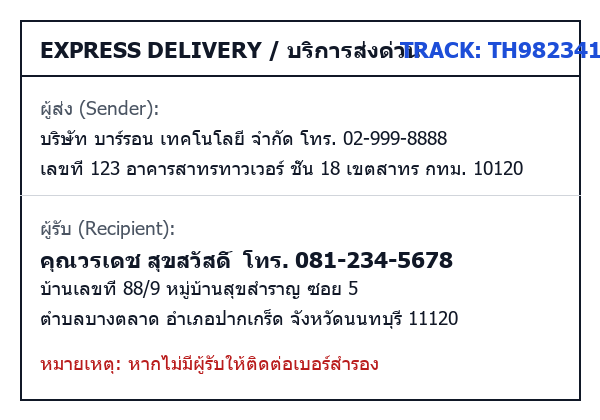 EXPRESS DELIVERY / บริการส่งด่วน TRACK: TH982341
ผู้ส่ง (Sender):
บริษัท บาร์รอน เทคโนโลยี จำกัด โทร. 02-999-8888
เลขที่ 123 อาคารสาทรทาวเวอร์ ชั้น 18 เขตสาทร กทม. 10120
ผู้รับ (Recipient):
คุณวรเดช สุขสวัสดิ์ โทร. 081-234-5678
บ้านเลขที่ 88/9 หมู่บ้านสุขสำราญ ซอย 5
ตำบลบางตลาด อำเภอปากเกร็ด จังหวัดนนทบุรี 11120
หมายเหตุ: หากไม่มีผู้รับให้ติดต่อเบอร์สำรอง